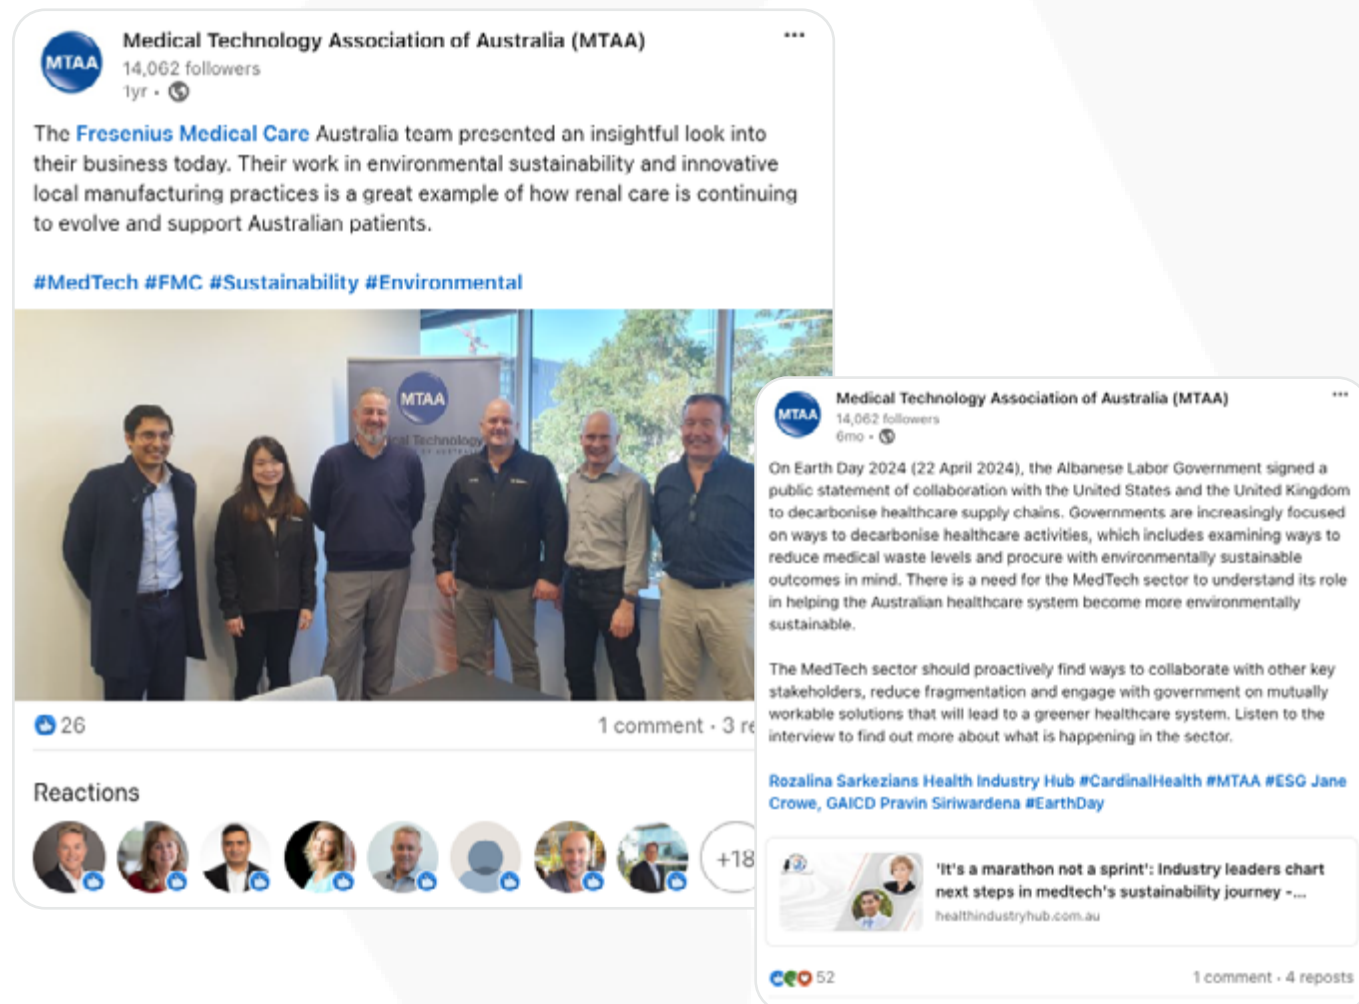 MTAA
Medical Technology Association of Australia (MTAA)
14,062 followers
1yr •
The Fresenius Medical Care Australia team presented an insightful look into
their business today. Their work in environmental sustainability and innovative
local manufacturing practices is a great example of how renal care is continuing
to evolve and support Australian patients.
#MedTech #FMC #Sustainability #Environmental
MTAA
cal Technology
26
1 comment · 3 re
Reactions
+18
MTAA
Medical Technology Association of Australia (MTAA)
14,062 followers
6mo •
On Earth Day 2024 (22 April 2024), the Albanese Labor Government signed a
public statement of collaboration with the United States and the United Kingdom
to decarbonise healthcare supply chains. Governments are increasingly focused
on ways to decarbonise healthcare activities, which includes examining ways to
reduce medical waste levels and procure with environmentally sustainable
outcomes in mind. There is a need for the MedTech sector to understand its role
in helping the Australian healthcare system become more environmentally
sustainable.
The MedTech sector should proactively find ways to collaborate with other key
stakeholders, reduce fragmentation and engage with government on mutually
workable solutions that will lead to a greener healthcare system. Listen to the
interview to find out more about what is happening in the sector.
Rozalina Sarkezians Health Industry Hub #CardinalHealth #MTAA #ESG Jane
Crowe, GAICD Pravin Siriwardena #EarthDay
'It's a marathon not a sprint': Industry leaders chart
next steps in medtech's sustainability journey -...
healthindustryhub.com.au
52
1 comment · 4 reposts